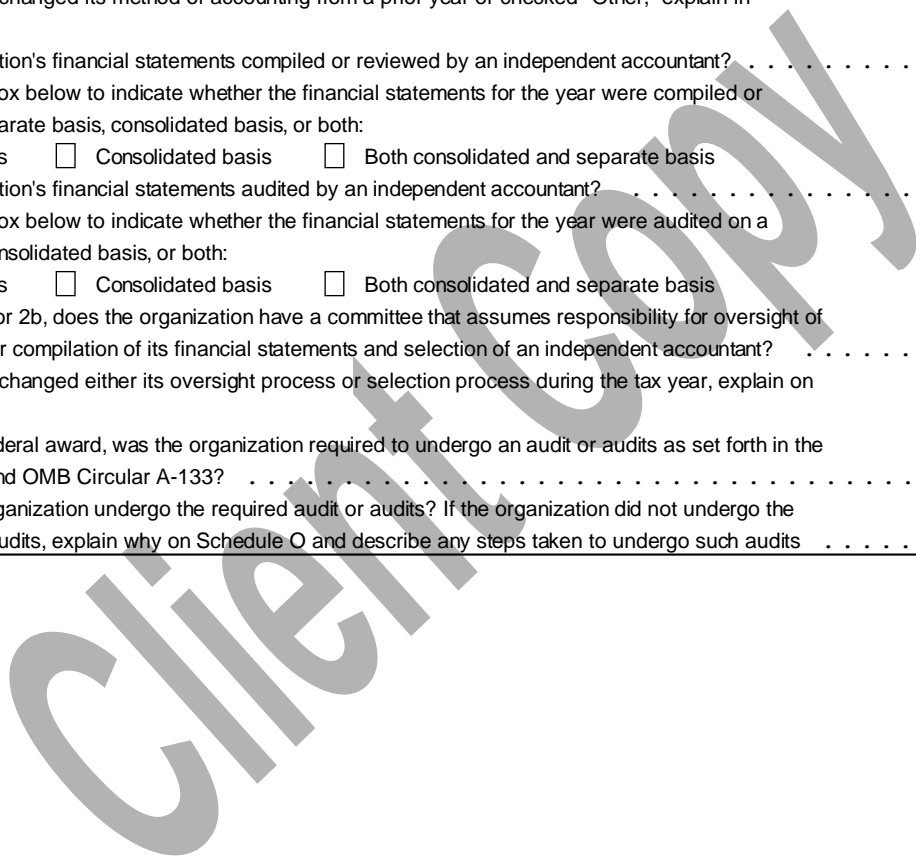 changed its method of accounting from a prior year or checked "Other," explain in
tion's financial statements compiled or reviewed by an independent accountant? . . . . . . . . .
ox below to indicate whether the financial statements for the year were compiled or
arate basis, consolidated basis, or both:
s Consolidated basis Both consolidated and separate basis
tion's financial statements audited by an independent accountant? . . . . . . . . . . . . . . .
ox below to indicate whether the financial statements for the year were audited on a
nsolidated basis, or both:
s Consolidated basis Both consolidated and separate basis
or 2b, does the organization have a committee that assumes responsibility for oversight of
r compilation of its financial statements and selection of an independent accountant? . . . . . .
changed either its oversight process or selection process during the tax year, explain on
deral award, was the organization required to undergo an audit or audits as set forth in the
nd OMB Circular A-133? . . . . . . . . . . . . . . . . . . . . . . . . . . . . . . . . . . .
ganization undergo the required audit or audits? If the organization did not undergo the
udits, explain why on Schedule O and describe any steps taken to undergo such audits . . . . .
Client Copy